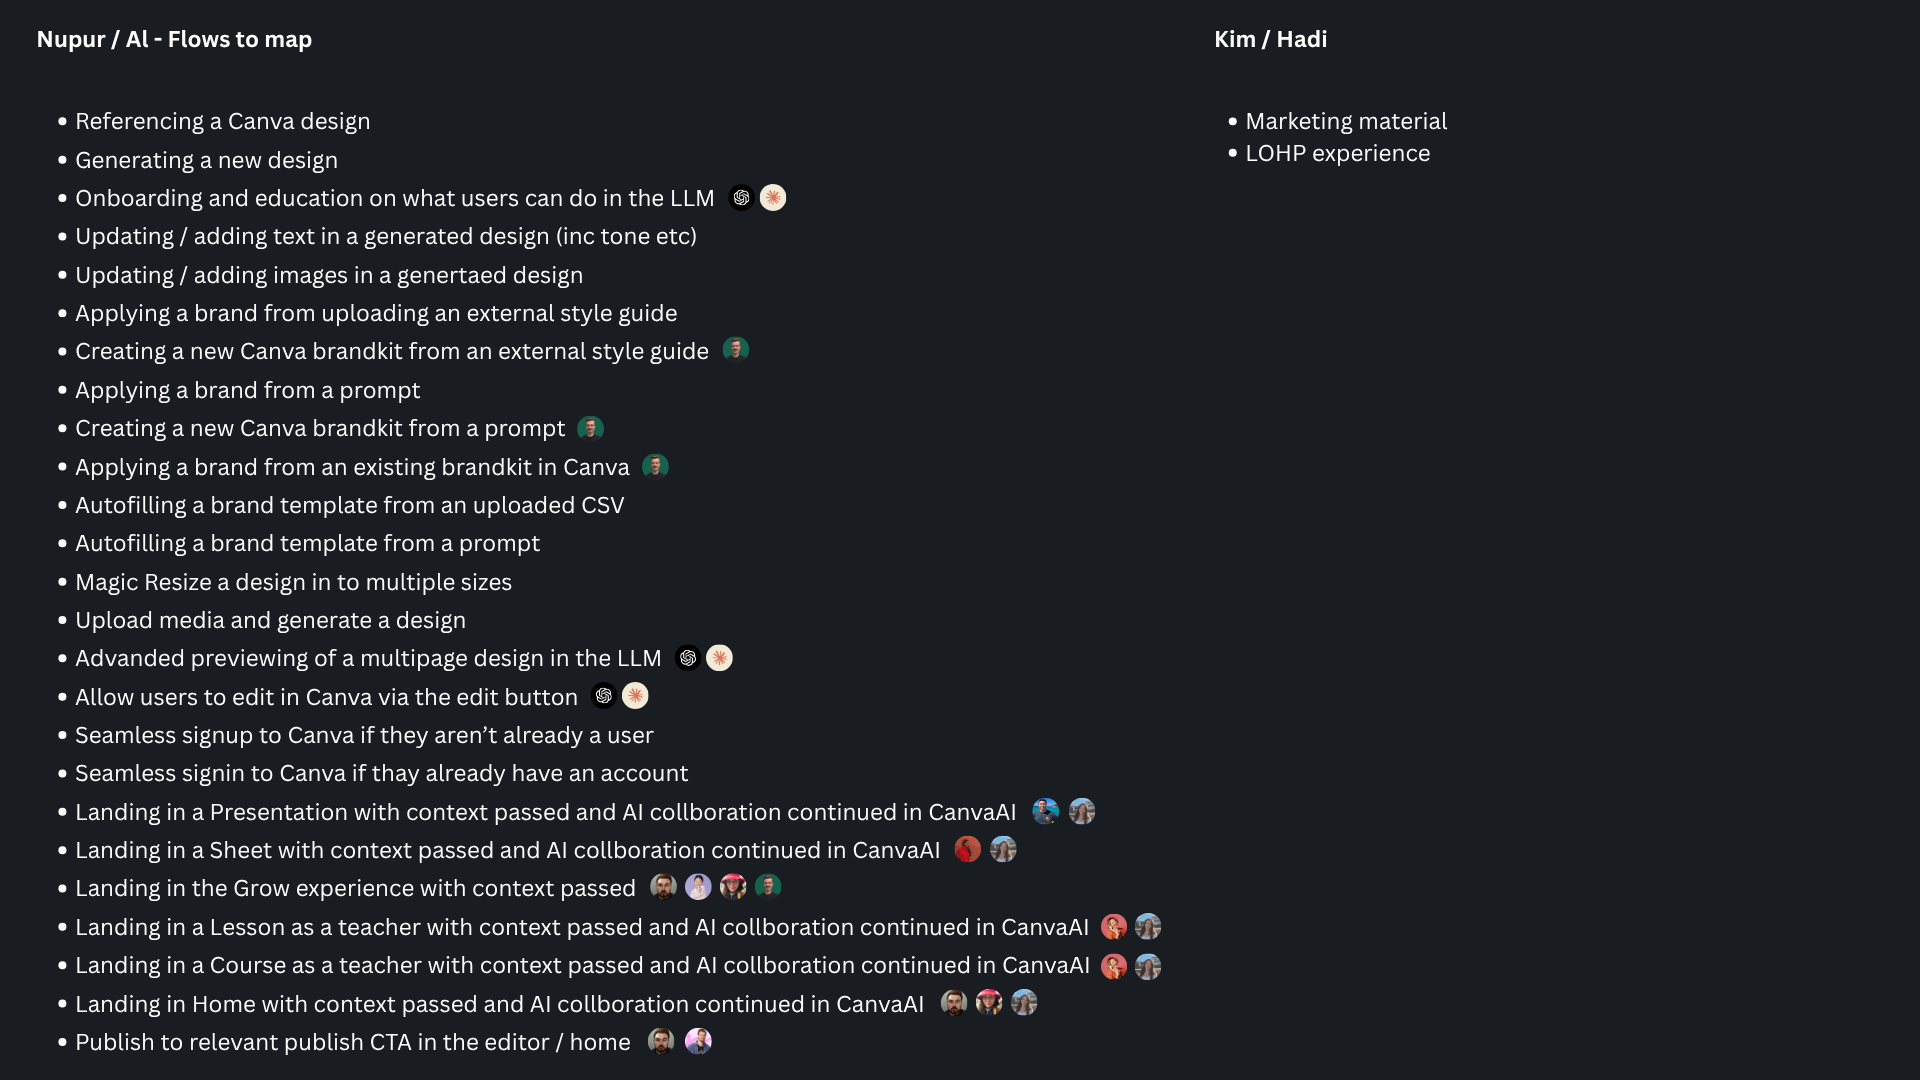 Nupur / Al - Flows to map
Referencing a Canva design
Generating a new design
Onboarding and education on what users can do in the LLM
Updating / adding text in a generated design (inc tone etc)
Updating / adding images in a genertaed design
Applying a brand from uploading an external style guide
Creating a new Canva brandkit from an external style guide
Applying a brand from a prompt
Creating a new Canva brandkit from a prompt
Applying a brand from an existing brandkit in Canva
Autofilling a brand template from an uploaded CSV
Autofilling a brand template from a prompt
Magic Resize a design in to multiple sizes
Upload media and generate a design
Advanded previewing of a multipage design in the LLM
Allow users to edit in Canva via the edit button
Seamless signup to Canva if they aren’t already a user
Seamless signin to Canva if thay already have an account
Landing in a Presentation with context passed and AI collboration continued in CanvaAI
Landing in a Sheet with context passed and AI collboration continued in CanvaAI
Landing in the Grow experience with context passed
Landing in a Lesson as a teacher with context passed and AI collboration continued in CanvaAI
Landing in a Course as a teacher with context passed and AI collboration continued in CanvaAI
Landing in Home with context passed and AI collboration continued in CanvaAI
Publish to relevant publish CTA in the editor / home
Kim / Hadi
Marketing material
LOHP experience